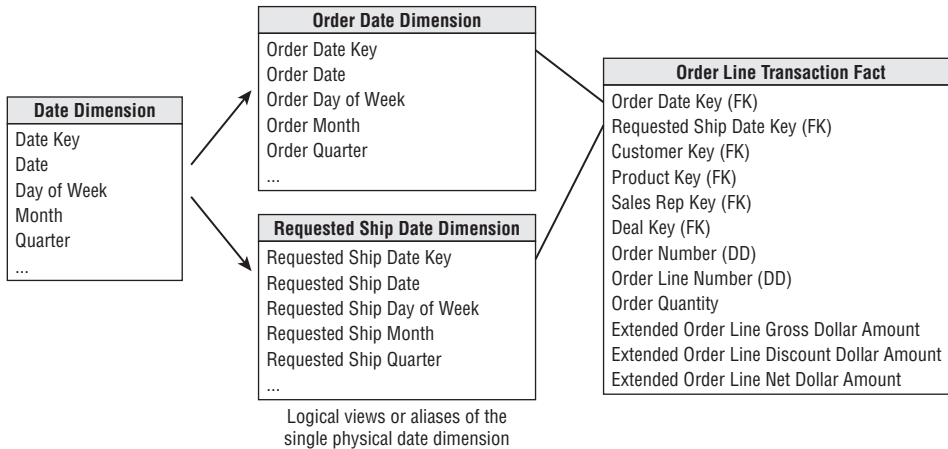 Date Dimension
Date Key
Date
Day of Week
Month
Quarter
...
Order Date Dimension
Order Date Key
Order Date
Order Day of Week
Order Month
Order Quarter
...
Requested Ship Date Dimension
Requested Ship Date Key
Requested Ship Date
Requested Ship Day of Week
Requested Ship Month
Requested Ship Quarter
...
Logical views or aliases of the
single physical date dimension
Order Line Transaction Fact
Order Date Key (FK)
Requested Ship Date Key (FK)
Customer Key (FK)
Product Key (FK)
Sales Rep Key (FK)
Deal Key (FK)
Order Number (DD)
Order Line Number (DD)
Order Quantity
Extended Order Line Gross Dollar Amount
Extended Order Line Discount Dollar Amount
Extended Order Line Net Dollar Amount